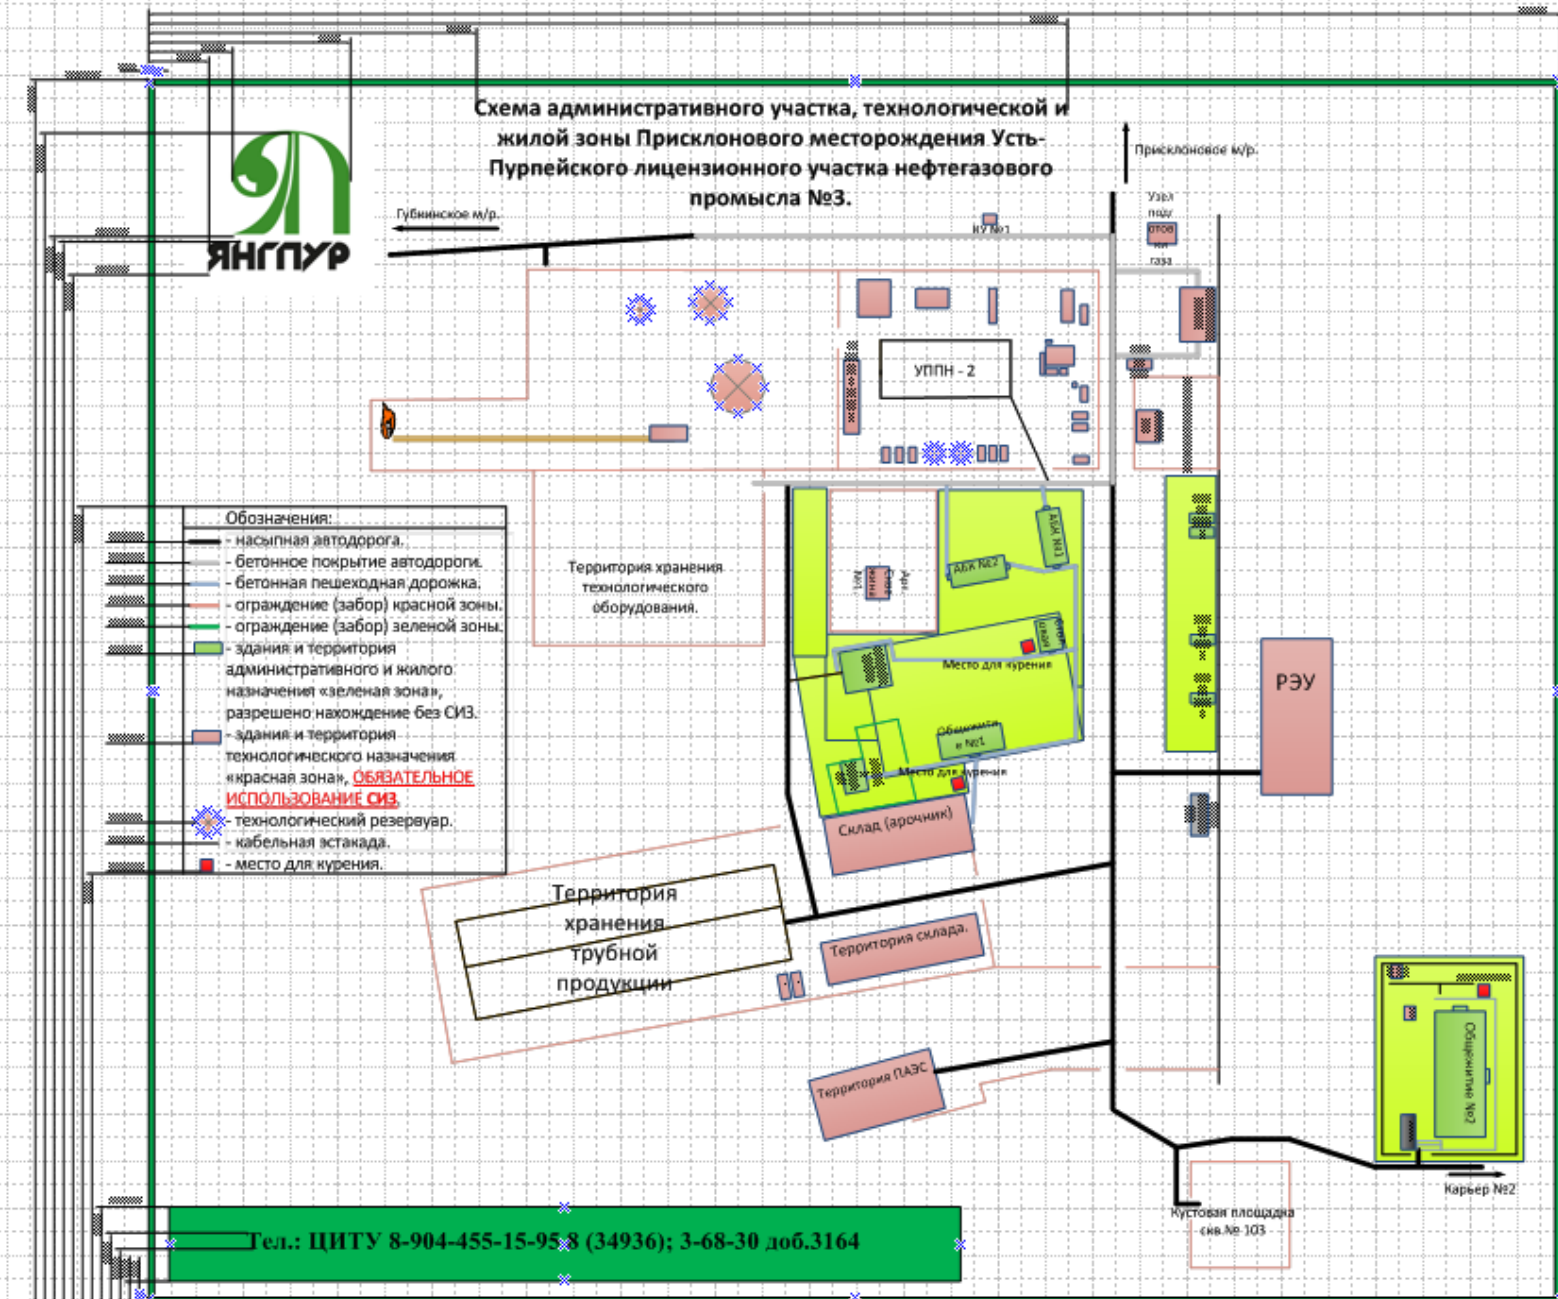 Схема административного участка, технологической и
жилой зоны Присклонового месторождения Усть-
Пурпейского лицензионного участка нефтегазового
промысла №3.
ЯНГПУР
Губкинское м/р.
Присклоновое м/р.
Узел
подг
отов
ки
газа
КУ №1
УППН - 2
Обозначения:
- насыпная автодорога.
- бетонное покрытие автодороги.
- бетонная пешеходная дорожка.
- ограждение (забор) красной зоны.
- ограждение (забор) зеленой зоны.
- здания и территория
административного и жилого
назначения «зеленая зона»,
разрешено нахождение без СИЗ.
- здания и территория
технологического назначения
«красная зона», ОБЯЗАТЕЛЬНОЕ
ИСПОЛЬЗОВАНИЕ СИЗ.
- технологический резервуар.
- кабельная эстакада.
- место для курения.
Территория хранения
технологического
оборудования.
АБК №1
АБК №2
Место для курения
Общежити
е №1
Место для курения
Склад (арочник)
РЭУ
Территория
хранения
трубной
продукции
Территория склада.
Территория ПАЭС
Общежитие №2
Карьер №2
Кустовая площадка
скв.№ 103
Тел.: ЦИТУ 8-904-455-15-95 8 (34936); 3-68-30 доб.3164